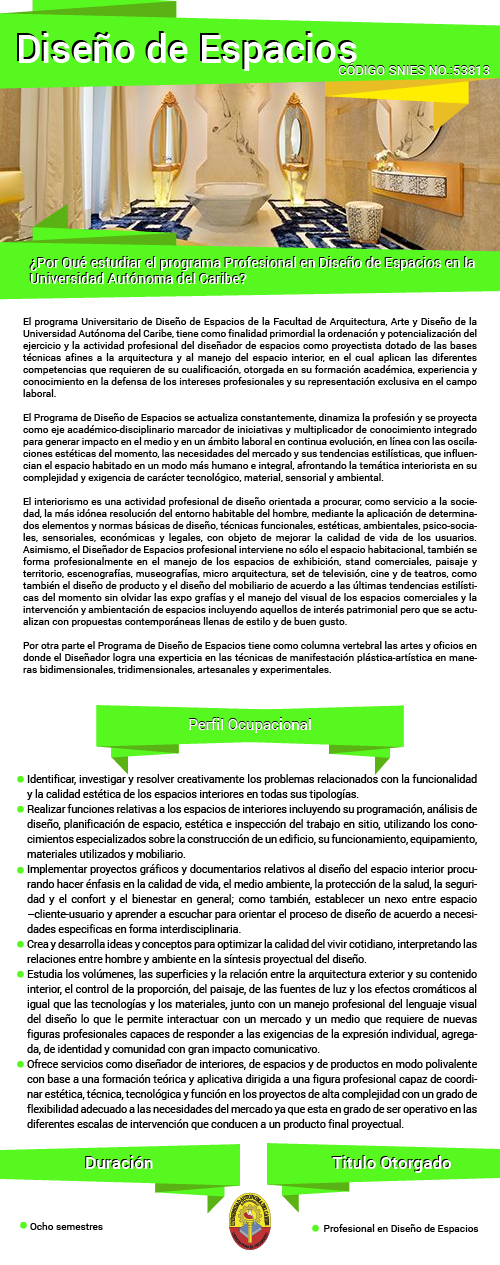 Diseño de Espacios
CÓDIGO SNIES NO.:53813
¿Por Qué estudiar el programa Profesional en Diseño de Espacios en la
Universidad Autónoma del Caribe?
El programa Universitario de Diseño de Espacios de la Facultad de Arquitectura, Arte y Diseño de la
Universidad Autónoma del Caribe, tiene como finalidad primordial la ordenación y potencialización del
ejercicio y la actividad profesional del diseñador de espacios como proyectista dotado de las bases
técnicas afines a la arquitectura y al manejo del espacio interior, en el cual aplican las diferentes
competencias que requieren de su cualificación, otorgada en su formación académica, experiencia y
conocimiento en la defensa de los intereses profesionales y su representación exclusiva en el campo
laboral.
El Programa de Diseño de Espacios se actualiza constantemente, dinamiza la profesión y se proyecta
como eje académico-disciplinario marcador de iniciativas y multiplicador de conocimiento integrado
para generar impacto en el medio y en un ámbito laboral en continua evolución, en línea con las oscila-
ciones estéticas del momento, las necesidades del mercado y sus tendencias estilísticas, que influen-
cian el espacio habitado en un modo más humano e integral, afrontando la temática interiorista en su
complejidad y exigencia de carácter tecnológico, material, sensorial y ambiental.
El interiorismo es una actividad profesional de diseño orientada a procurar, como servicio a la socie-
dad, la más idónea resolución del entorno habitable del hombre, mediante la aplicación de determina-
dos elementos y normas básicas de diseño, técnicas funcionales, estéticas, ambientales, psico-socia-
les, sensoriales, económicas y legales, con objeto de mejorar la calidad de vida de los usuarios.
Asimismo, el Diseñador de Espacios profesional interviene no sólo el espacio habitacional, también se
forma profesionalmente en el manejo de los espacios de exhibición, stand comerciales, paisaje y
territorio, escenografías, museografías, micro arquitectura, set de televisión, cine y de teatros, como
también el diseño de producto y el diseño del mobiliario de acuerdo a las últimas tendencias estilísti-
cas del momento sin olvidar las expo grafías y el manejo del visual de los espacios comerciales y la
intervención y ambientación de espacios incluyendo aquellos de interés patrimonial pero que se actu-
alizan con propuestas contemporáneas llenas de estilo y de buen gusto.
Por otra parte el Programa de Diseño de Espacios tiene como columna vertebral las artes y oficios en
donde el Diseñador logra una experticia en las técnicas de manifestación plástica-artística en mane-
ras bidimensionales, tridimensionales, artesanales y experimentales.
Perfil Ocupacional
Identificar, investigar y resolver creativamente los problemas relacionados con la funcionalidad
y la calidad estética de los espacios interiores en todas sus tipologías.
Realizar funciones relativas a los espacios de interiores incluyendo su programación, análisis de
diseño, planificación de espacio, estética e inspección del trabajo en sitio, utilizando los cono-
cimientos especializados sobre la construcción de un edificio, su funcionamiento, equipamiento,
materiales utilizados y mobiliario.
Implementar proyectos gráficos y documentarios relativos al diseño del espacio interior procu-
rando hacer énfasis en la calidad de vida, el medio ambiente, la protección de la salud, la seguri-
dad y el confort y el bienestar en general; como también, establecer un nexo entre espacio
–cliente-usuario y aprender a escuchar para orientar el proceso de diseño de acuerdo a necesi-
dades especificas en forma interdisciplinaria.
Crea y desarrolla ideas y conceptos para optimizar la calidad del vivir cotidiano, interpretando las
relaciones entre hombre y ambiente en la síntesis proyectual del diseño.
Estudia los volúmenes, las superficies y la relación entre la arquitectura exterior y su contenido
interior, el control de la proporción, del paisaje, de las fuentes de luz y los efectos cromáticos al
igual que las tecnologías y los materiales, junto con un manejo profesional del lenguaje visual
del diseño lo que le permite interactuar con un mercado y un medio que requiere de nuevas
figuras profesionales capaces de responder a las exigencias de la expresión individual, agrega-
da, de identidad y comunidad con gran impacto comunicativo.
Ofrece servicios como diseñador de interiores, de espacios y de productos en modo polivalente
con base a una formación teórica y aplicativa dirigida a una figura profesional capaz de coordi-
nar estética, técnica, tecnológica y función en los proyectos de alta complejidad con un grado de
flexibilidad adecuado a las necesidades del mercado ya que esta en grado de ser operativo en las
diferentes escalas de intervención que conducen a un producto final proyectual.
Duración
Título Otorgado
Ocho semestres
Profesional en Diseño de Espacios